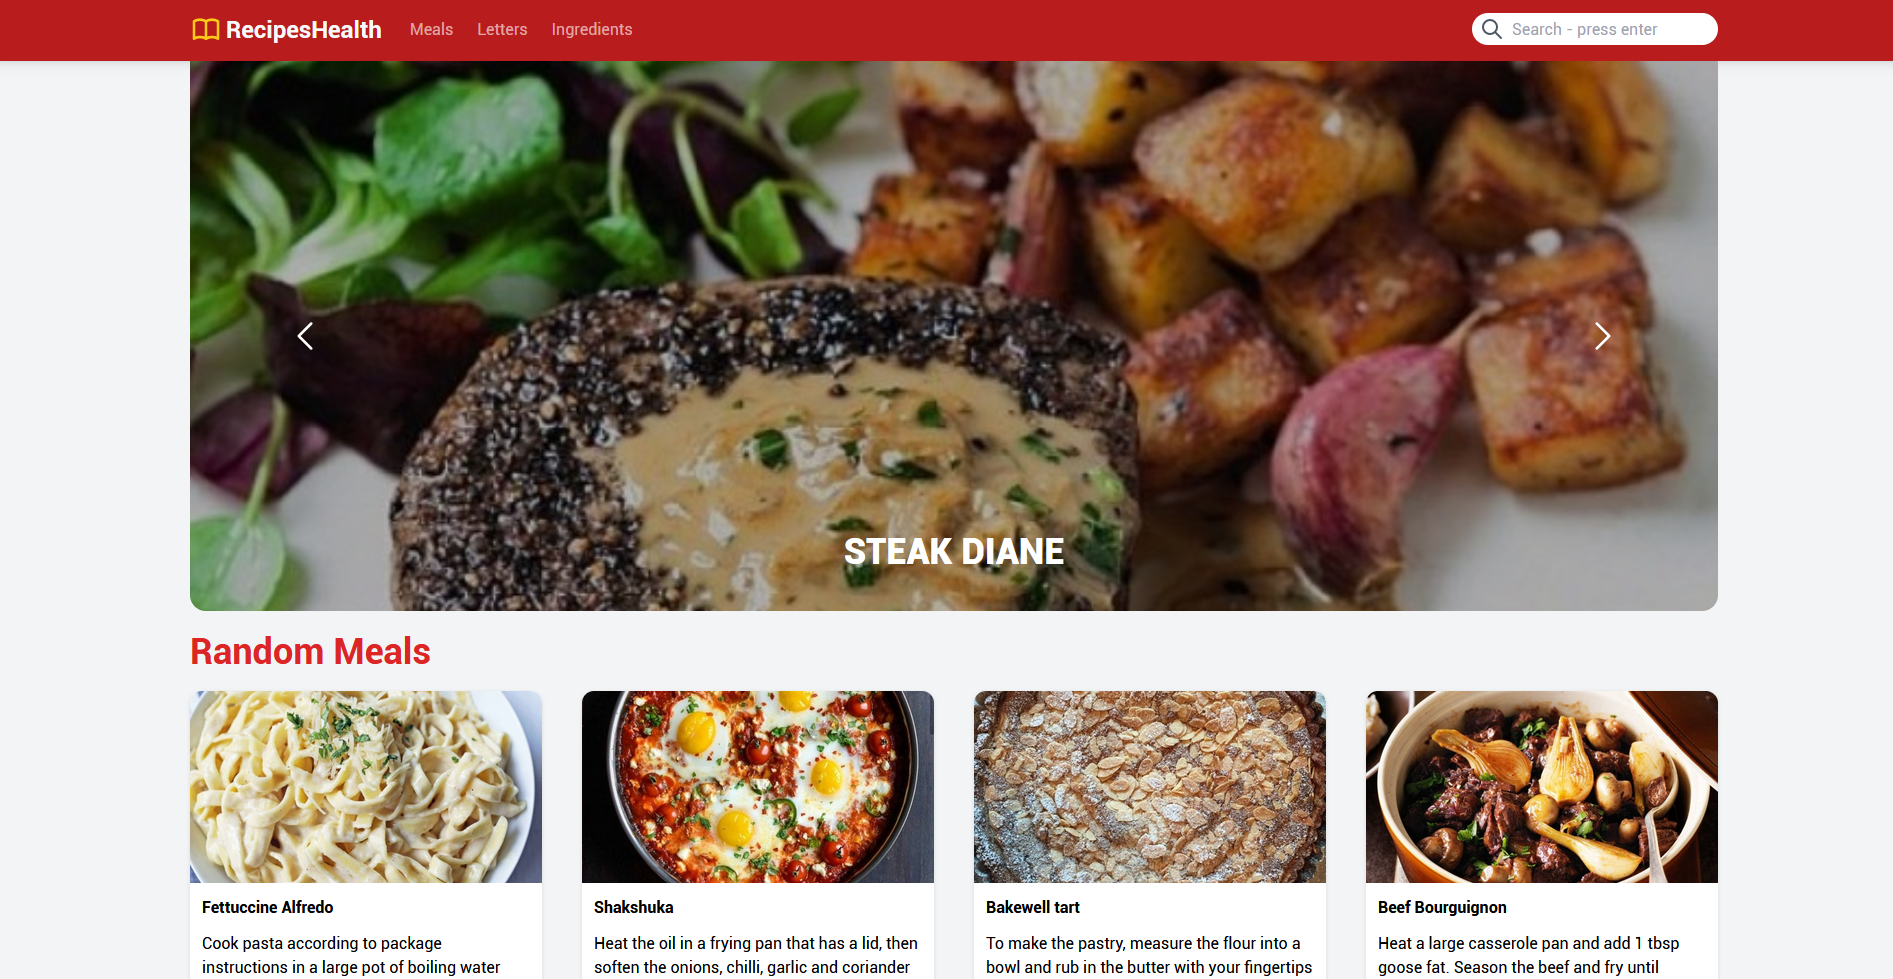 RecipesHealth Meals Letters Ingredients Search - press enter
STEAK DIANE
Random Meals
Fettuccine Alfredo
Cook pasta according to package
instructions in a large pot of boiling water
Shakshuka
Heat the oil in a frying pan that has a lid, then
soften the onions, chilli, garlic and coriander
Bakewell tart
To make the pastry, measure the flour into a
bowl and rub in the butter with your fingertips
Beef Bourguignon
Heat a large casserole pan and add 1 tbsp
goose fat. Season the beef and fry until